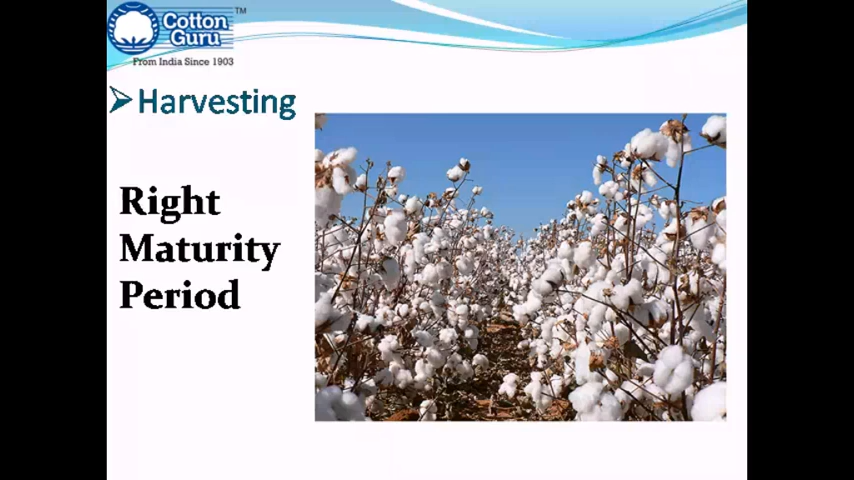 Cotton
Guru
TM
From India Since 1903
➢Harvesting
Right
Maturity
Period